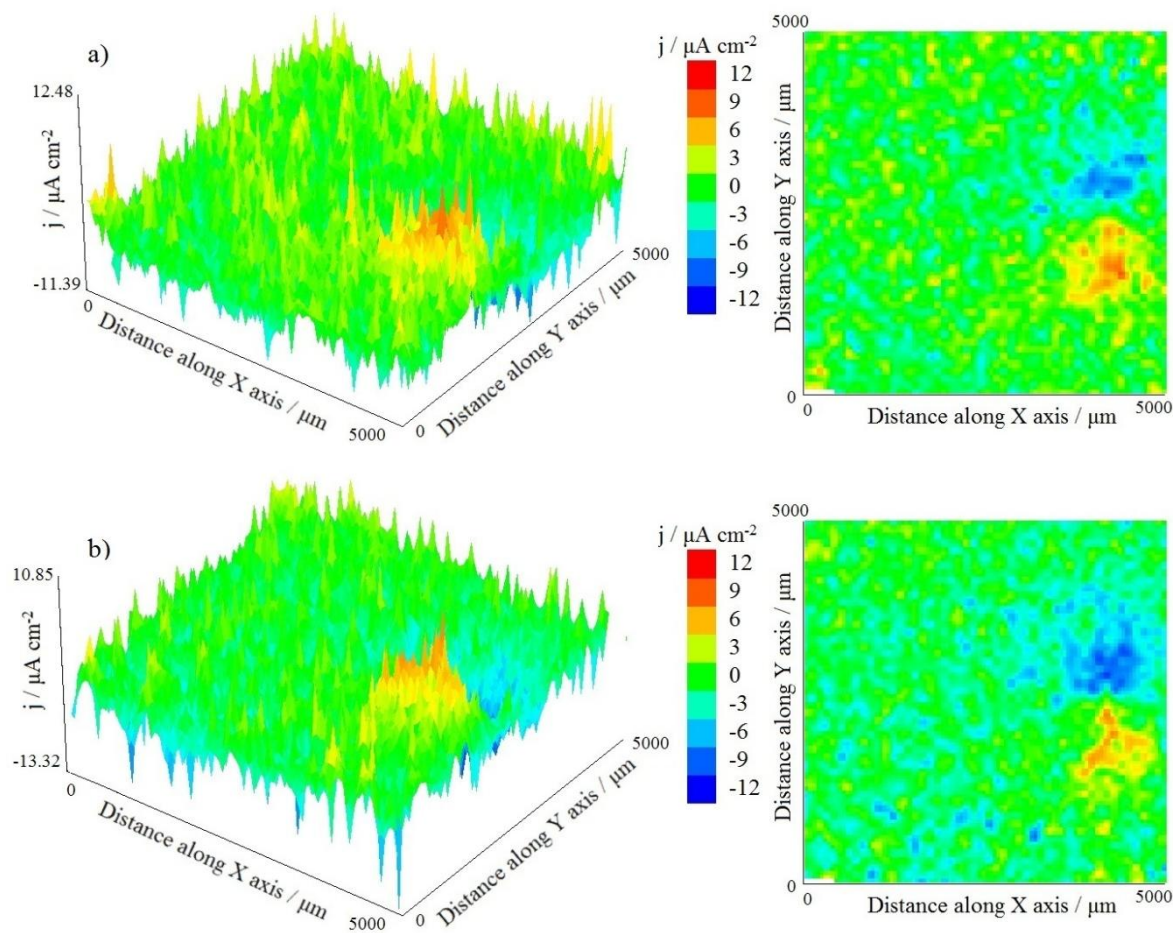 a)
12.48
j / μA cm-2
-11.39
0
Distance along X axis / μm
5000
0
Distance along Y axis / μm
5000
j / μA cm-2
12
9
6
3
0
-3
-6
-9
-12
5000
Distance along Y axis / μm
0
0
Distance along X axis / μm
5000
b)
10.85
j / μA cm-2
-13.32
0
Distance along X axis / μm
5000
0
Distance along Y axis / μm
5000
j / μA cm-2
12
9
6
3
0
-3
-6
-9
-12
5000
Distance along Y axis / μm
0
0
Distance along X axis / μm
5000